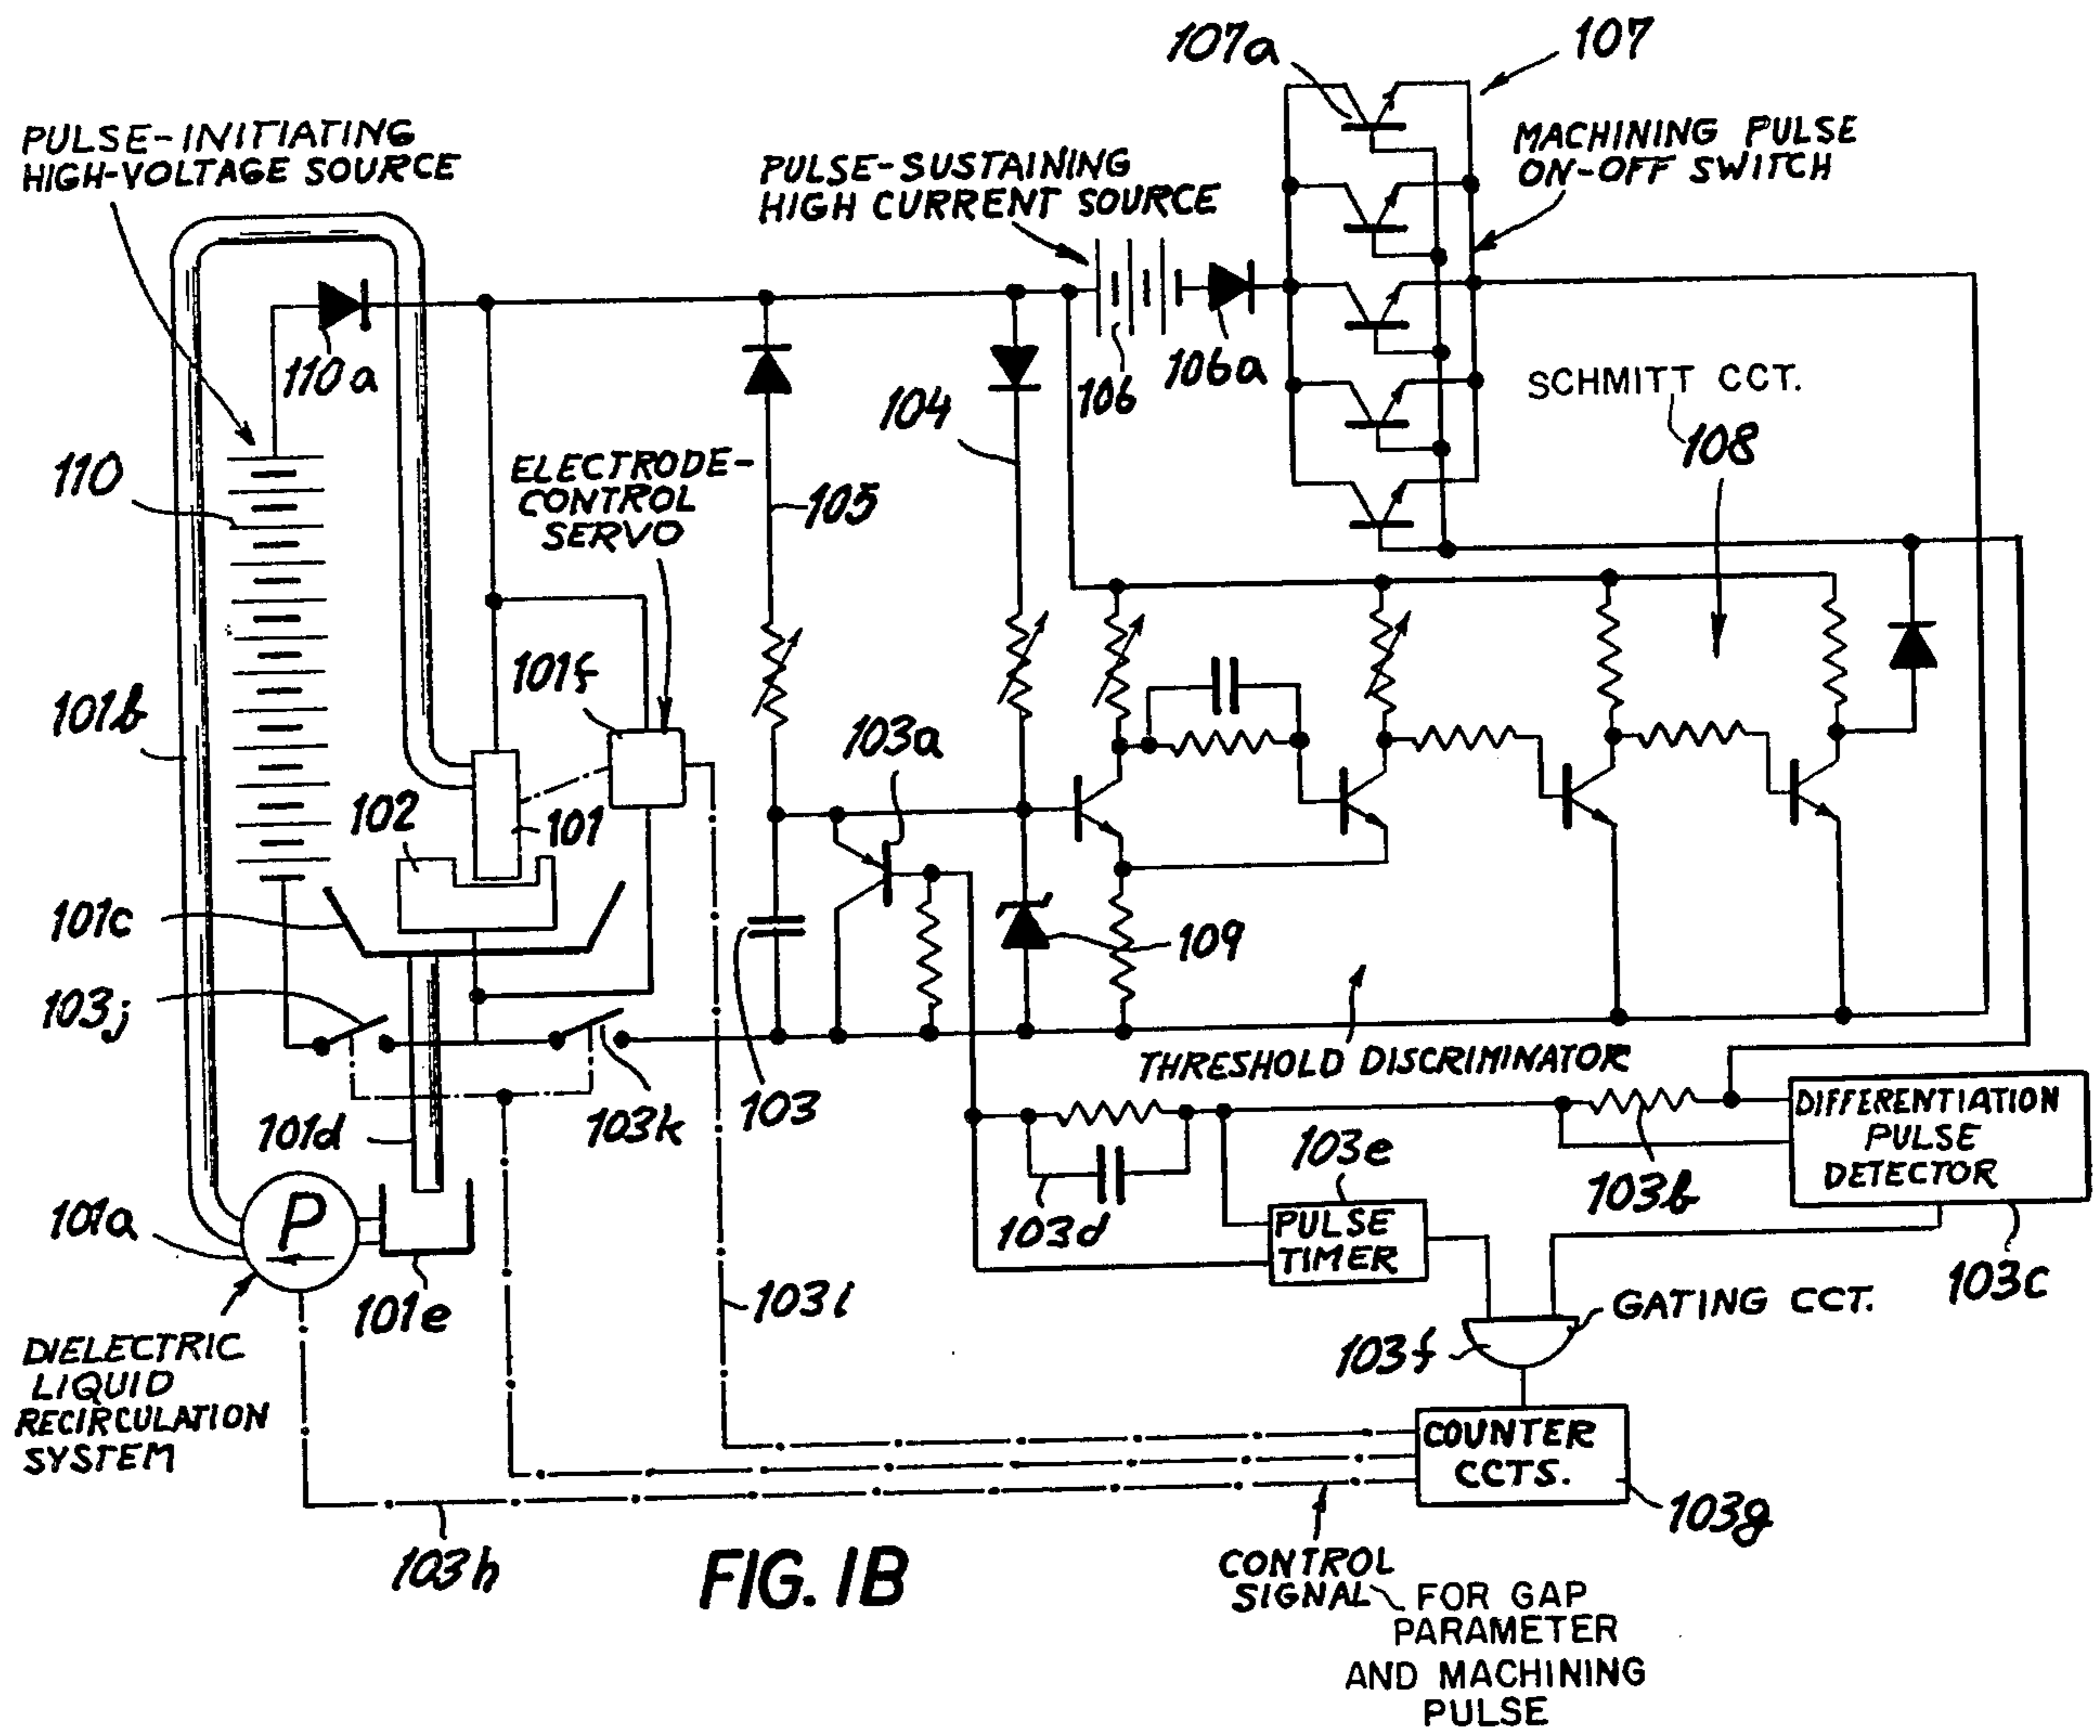 107a
107
PULSE-INITIATING
HIGH-VOLTAGE SOURCE
PULSE-SUSTAINING
HIGH CURRENT SOURCE
MACHINING PULSE
ON-OFF SWITCH
110a
106
106a
SCHMITT CCT.
108
104
110
ELECTRODE-
CONTROL
SERVO
105
101f
101b
103a
102
101
101c
109
103j
THRESHOLD DISCRIMINATOR
103
103k
101d
DIFFERENTIATION
PULSE
DETECTOR
103e
103b
101a
P
103d
PULSE
TIMER
103c
101e
103i
GATING CCT.
103f
DIELECTRIC
LIQUID
RECIRCULATION
SYSTEM
COUNTER
CCTS.
103g
103h
FIG. 1B
CONTROL
SIGNAL FOR GAP
PARAMETER
AND MACHINING
PULSE